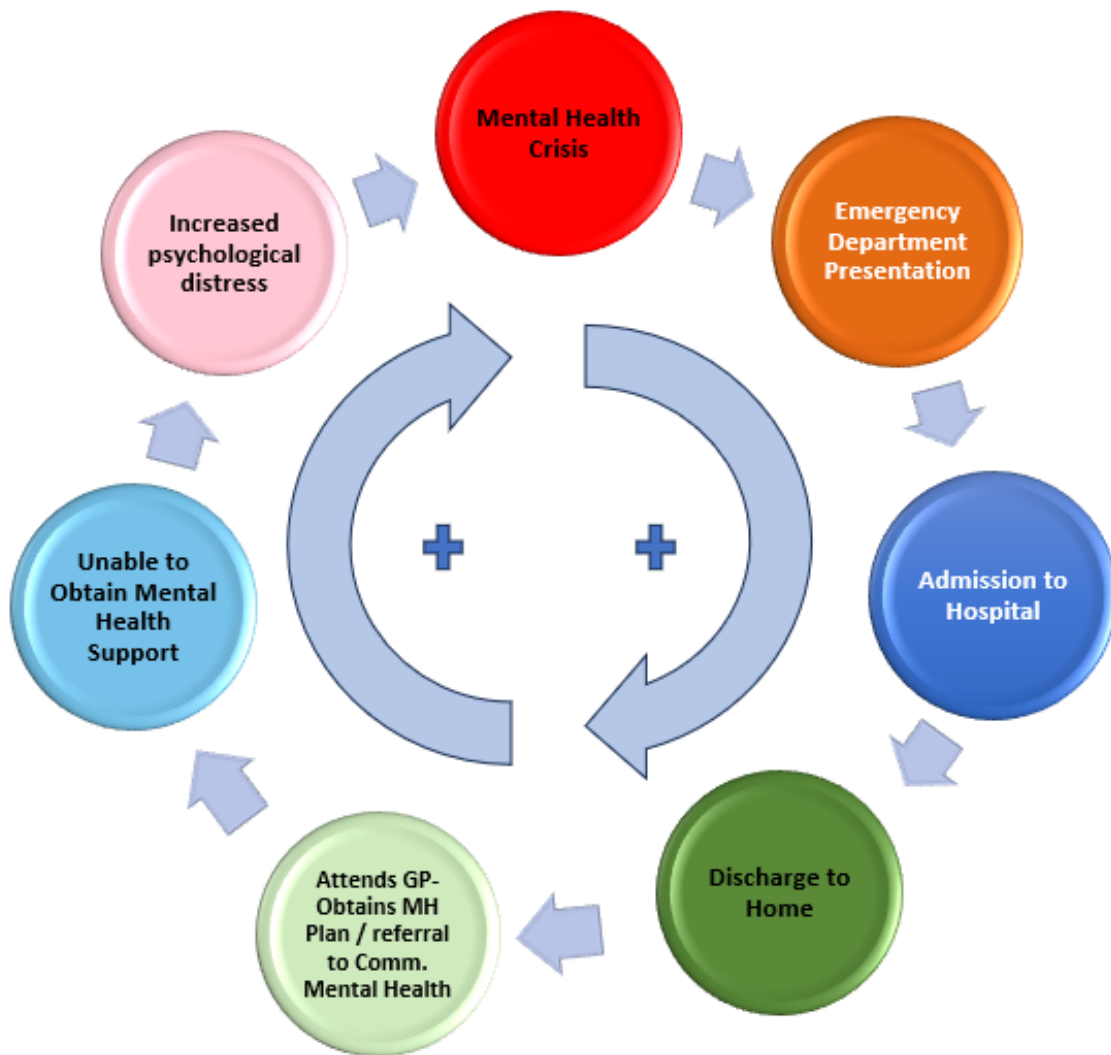 Mental Health
Crisis
Emergency
Department
Presentation
Admission to
Hospital
Discharge to
Home
Attends GP-
Obtains MH
Plan / referral
to Comm.
Mental Health
Unable to
Obtain Mental
Health
Support
Increased
psychological
distress